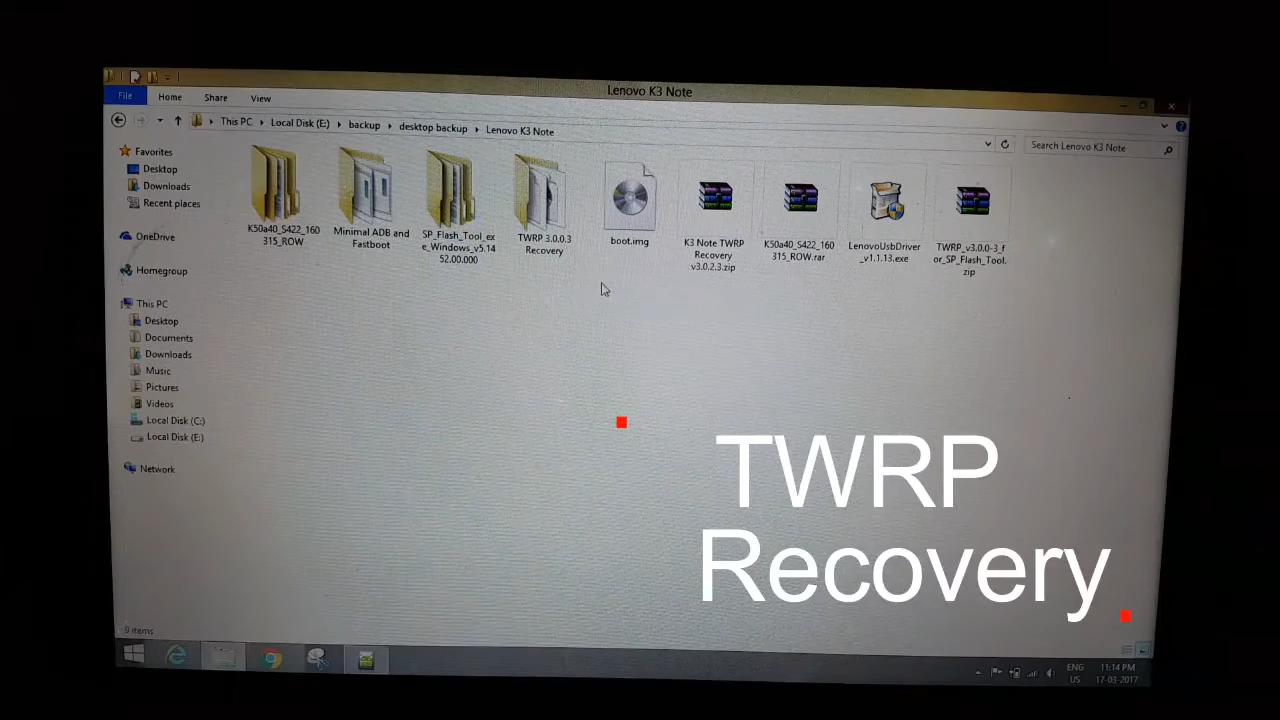 Lenovo K3 Note
File Home Share View
This PC Local Disk (E:) backup desktop backup Lenovo K3 Note
Search Lenovo K3 Note
Favorites
Desktop
Downloads
Recent places
OneDrive
Homegroup
This PC
Desktop
Documents
Downloads
Music
Pictures
Videos
Local Disk (C:)
Local Disk (E:)
Network
K50a40_S422_160
315_ROW
Minimal ADB and
Fastboot
SP_Flash_Tool_ex
e_Windows_v5.14
52.00.000
TWRP 3.0.0.3
Recovery
boot.img
K3 Note TWRP
Recovery
v3.0.2.3.zip
K50a40_S422_160
315_ROW.rar
LenovoUsbDriver
_v1.1.13.exe
TWRP_v3.0.0-3_f
or_SP_Flash_Tool.
zip
TWRP
Recovery
9 items
ENG
US
11:14 PM
17-03-2017